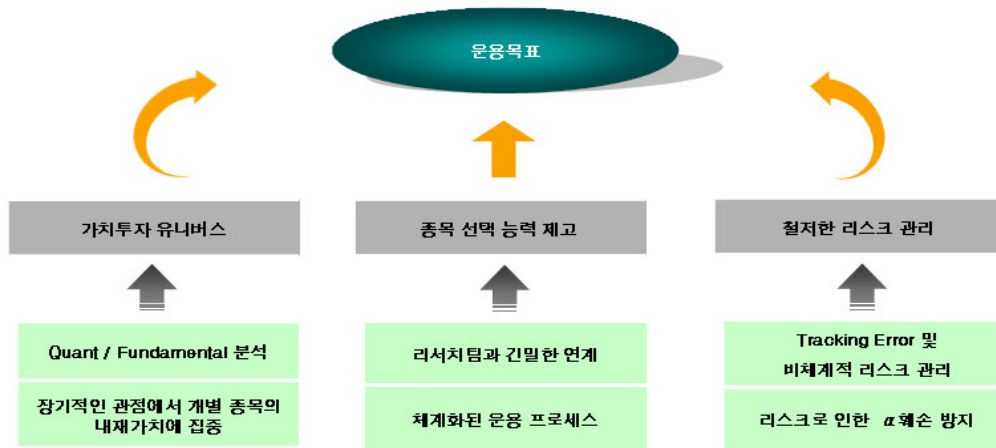 운용목표
가치투자 유니버스
종목 선택 능력 제고
철저한 리스크 관리
Quant / Fundamental 분석
리서치팀과 긴밀한 연계
Tracking Error 및
비체계적 리스크 관리
장기적인 관점에서 개별 종목의
내재가치에 집중
체계화된 운용 프로세스
리스크로 인한 α훼손 방지